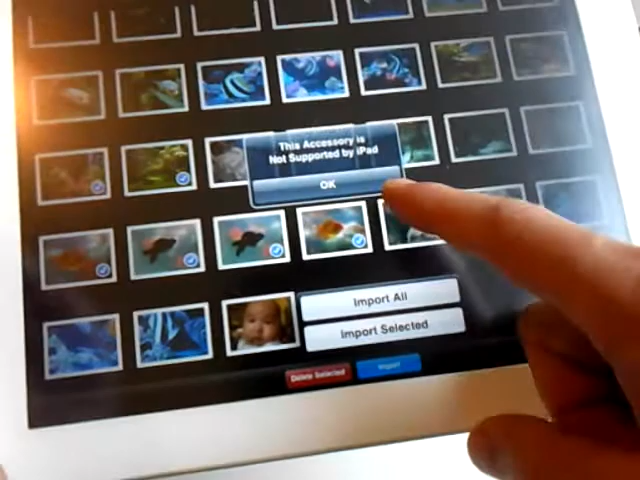 This Accessory is
Not Supported by iPad
OK
Import All
Import Selected
Delete Selected
Import